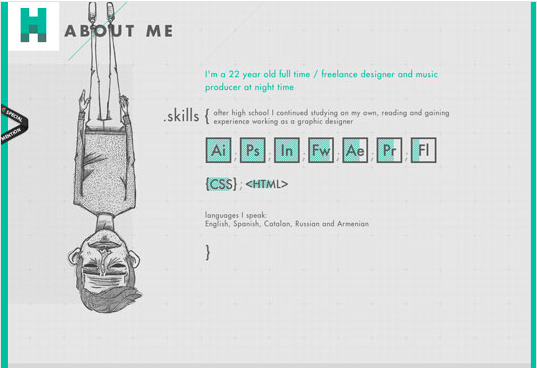 H
ABOUT ME
I'm a 22 year old full time / freelance designer and music
producer at night time
SPECIAL
MENTION
.skills { after high school I continued studying on my own, reading and gaining
experience working as a graphic designer
Ai ; Ps ; In ; Fw ; Ae ; Pr ; Fl
{CSS} ; <HTML>
languages I speak:
English, Spanish, Catalan, Russian and Armenian
}